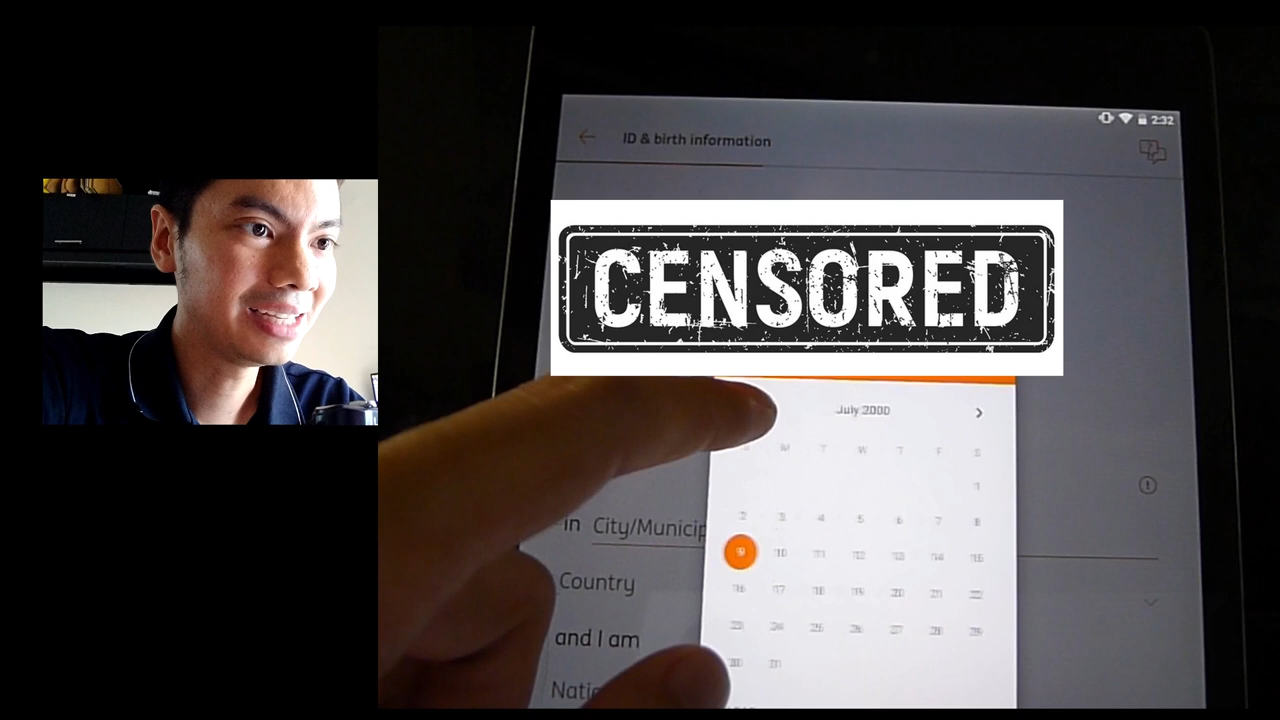 2:32
ID & birth information
CENSORED
July 2000
M T W T F S
1
2 3 4 5 6 7 8
9 10 11 12 13 14 15
in City/Municip
16 17 18 19 20 21 22
Country
23 24 25 26 27 28 29
and I am
30 31
Natio